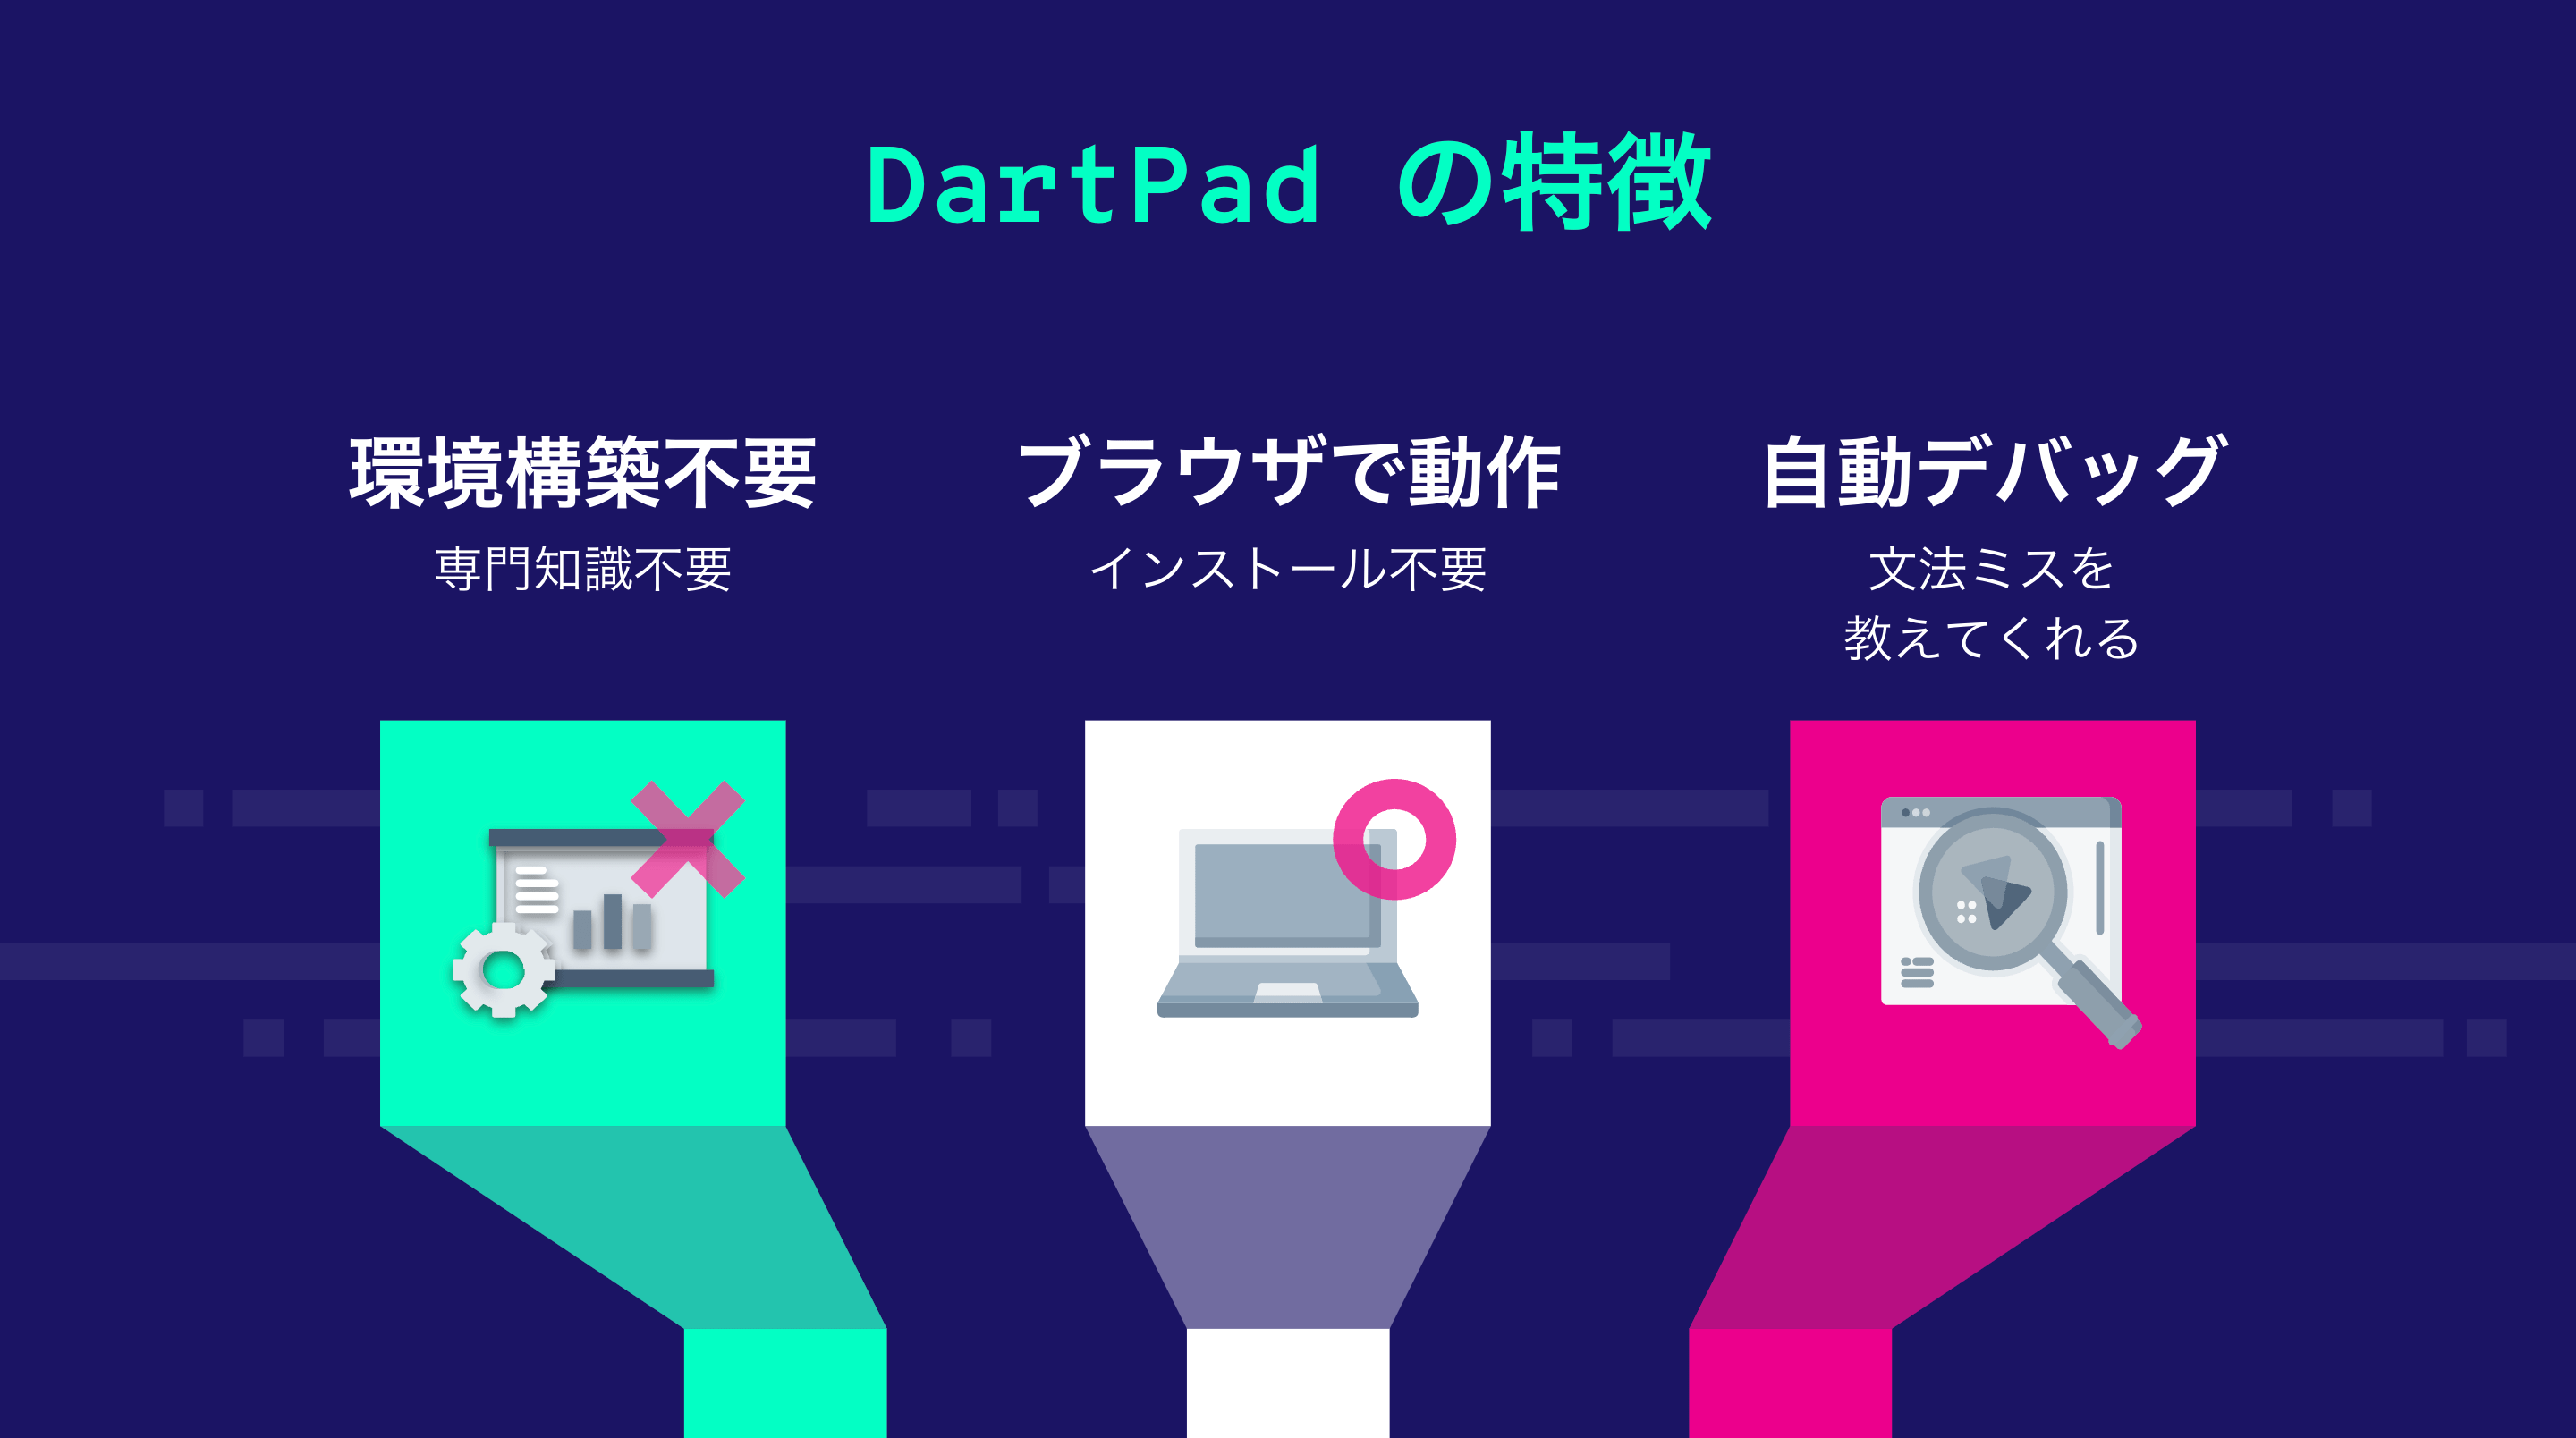 DartPad の特徴
環境構築不要
専門知識不要
ブラウザで動作
インストール不要
自動デバッグ
文法ミスを
教えてくれる